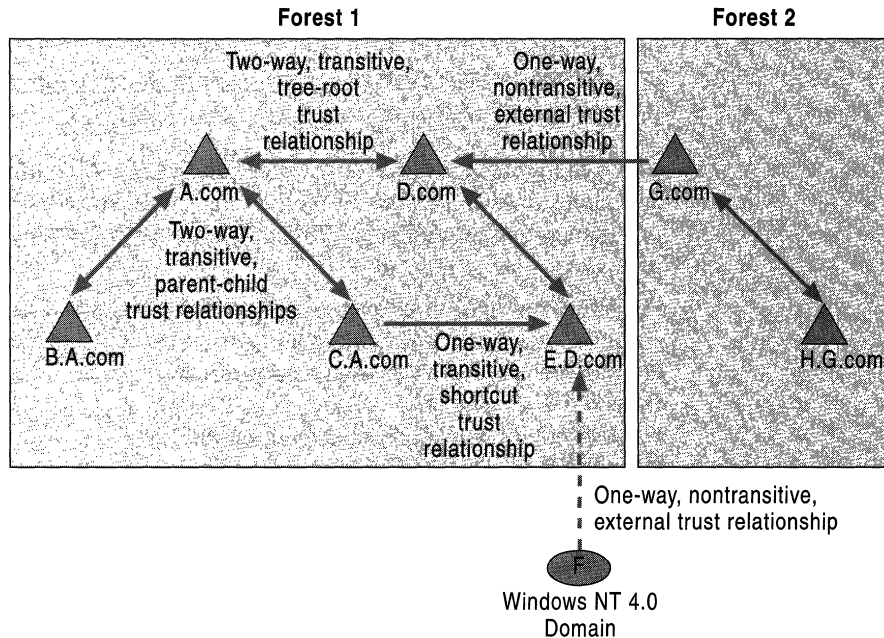 Forest 1
Forest 2
Two-way, transitive,
tree-root
trust
relationship
One-way,
nontransitive,
external trust
relationship
A.com
D.com
G.com
Two-way,
transitive,
parent-child
trust relationships
B.A.com
C.A.com
E.D.com
H.G.com
One-way,
transitive,
shortcut
trust
relationship
One-way, nontransitive,
external trust relationship
F
Windows NT 4.0
Domain